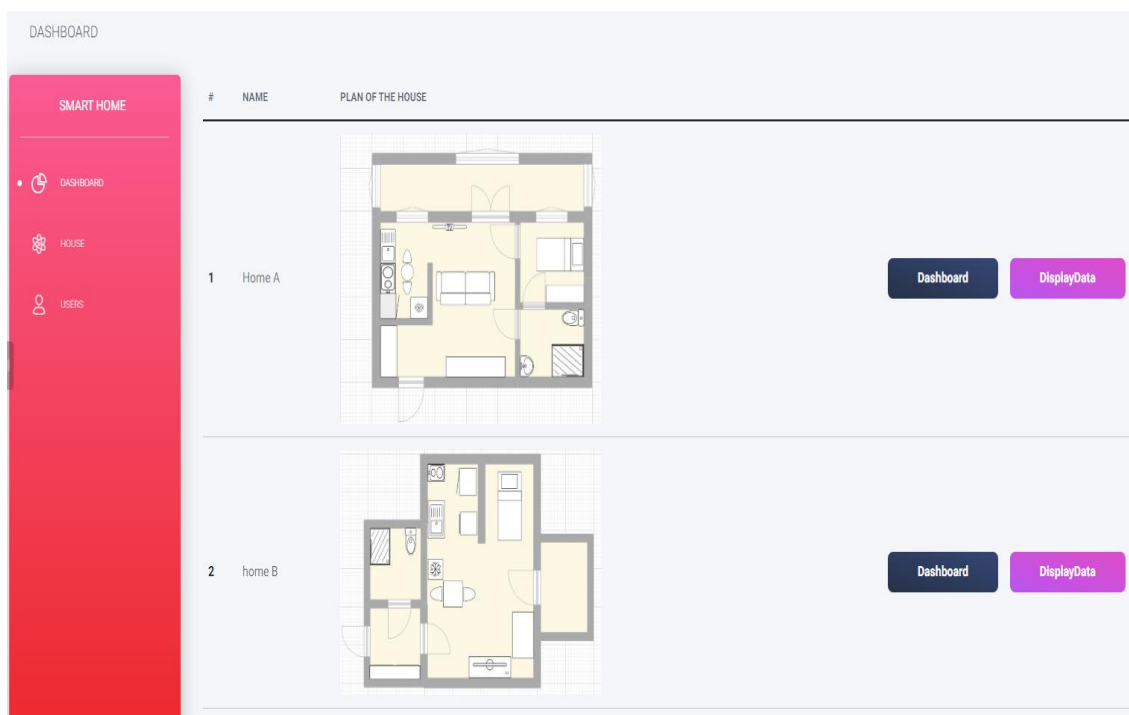 DASHBOARD
SMART HOME
DASHBOARD
HOUSE
USERS
# NAME PLAN OF THE HOUSE
1 Home A Dashboard DisplayData
2 home B Dashboard DisplayData